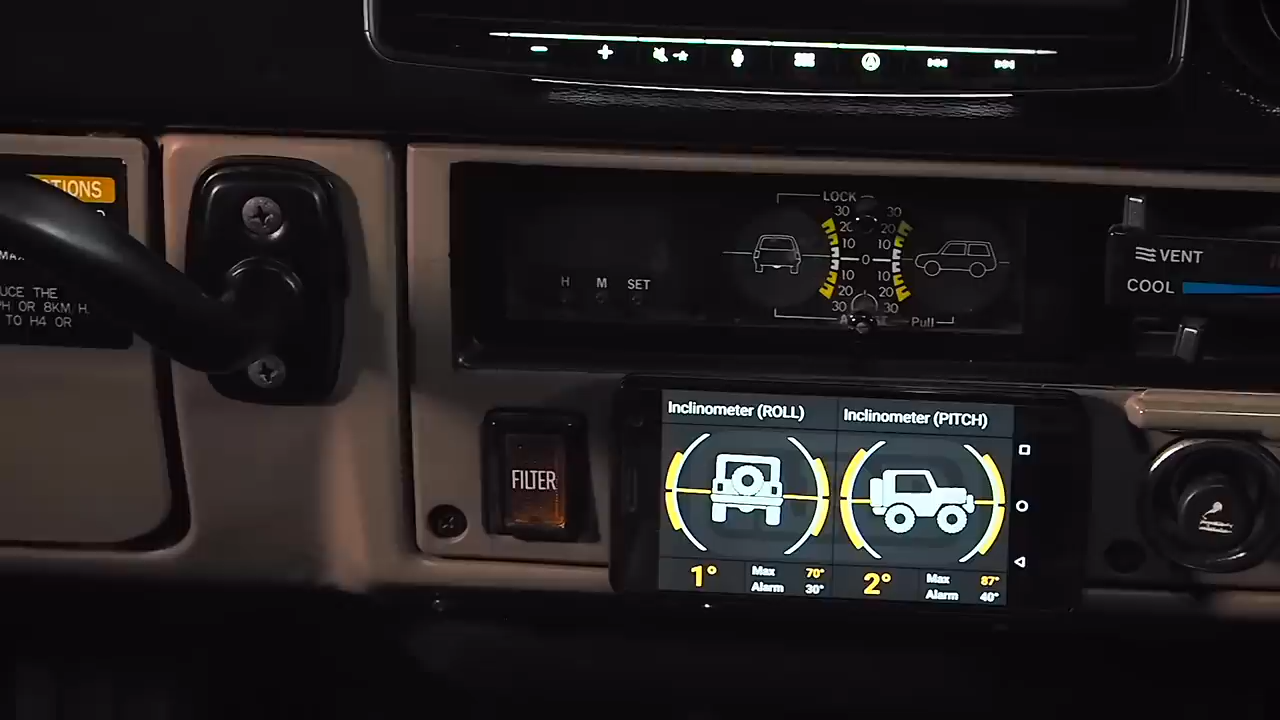 TIONS
MAX
UCE THE
PH OR 8KM H.
TO H4 OR
H M SET
LOCK
30 30
20 20
10 10
0
10 10
20 20
30 30
Pull
VENT
COOL
FILTER
Inclinometer (ROLL)
1°
Max 70°
Alarm 30°
Inclinometer (PITCH)
2°
Max 87°
Alarm 40°